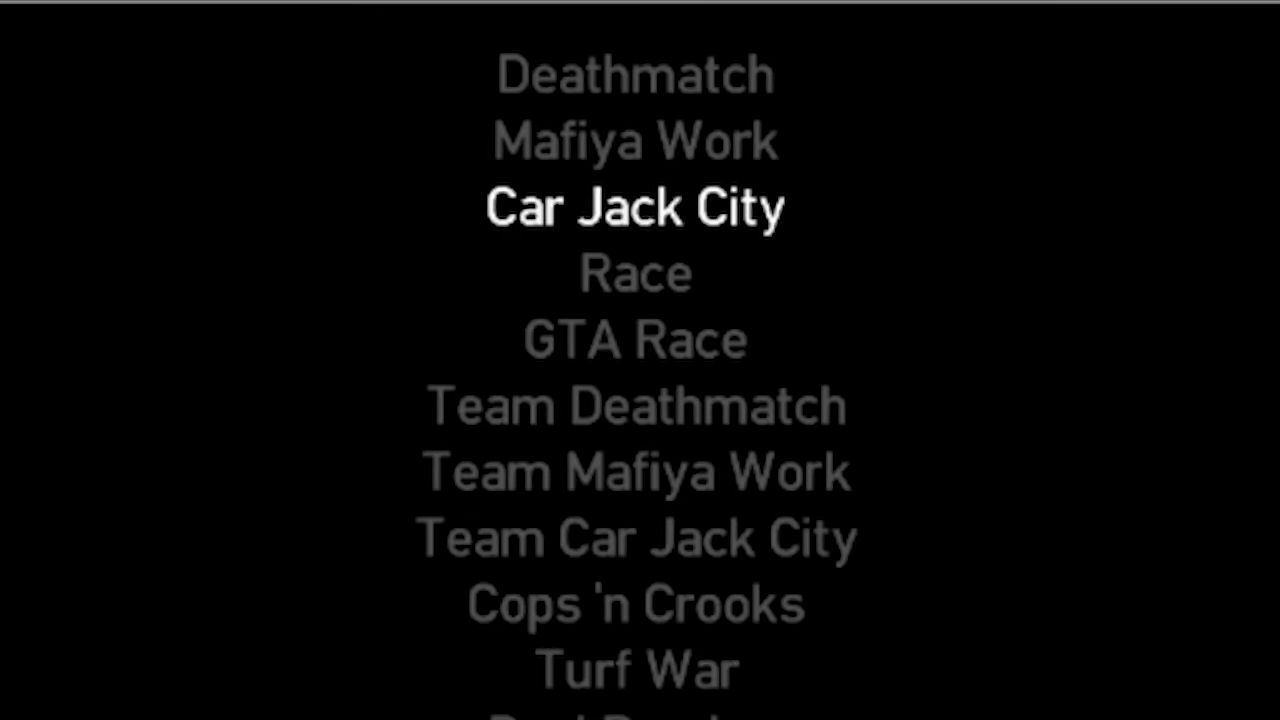 Deathmatch
Mafiya Work
Car Jack City
Race
GTA Race
Team Deathmatch
Team Mafiya Work
Team Car Jack City
Cops 'n Crooks
Turf War